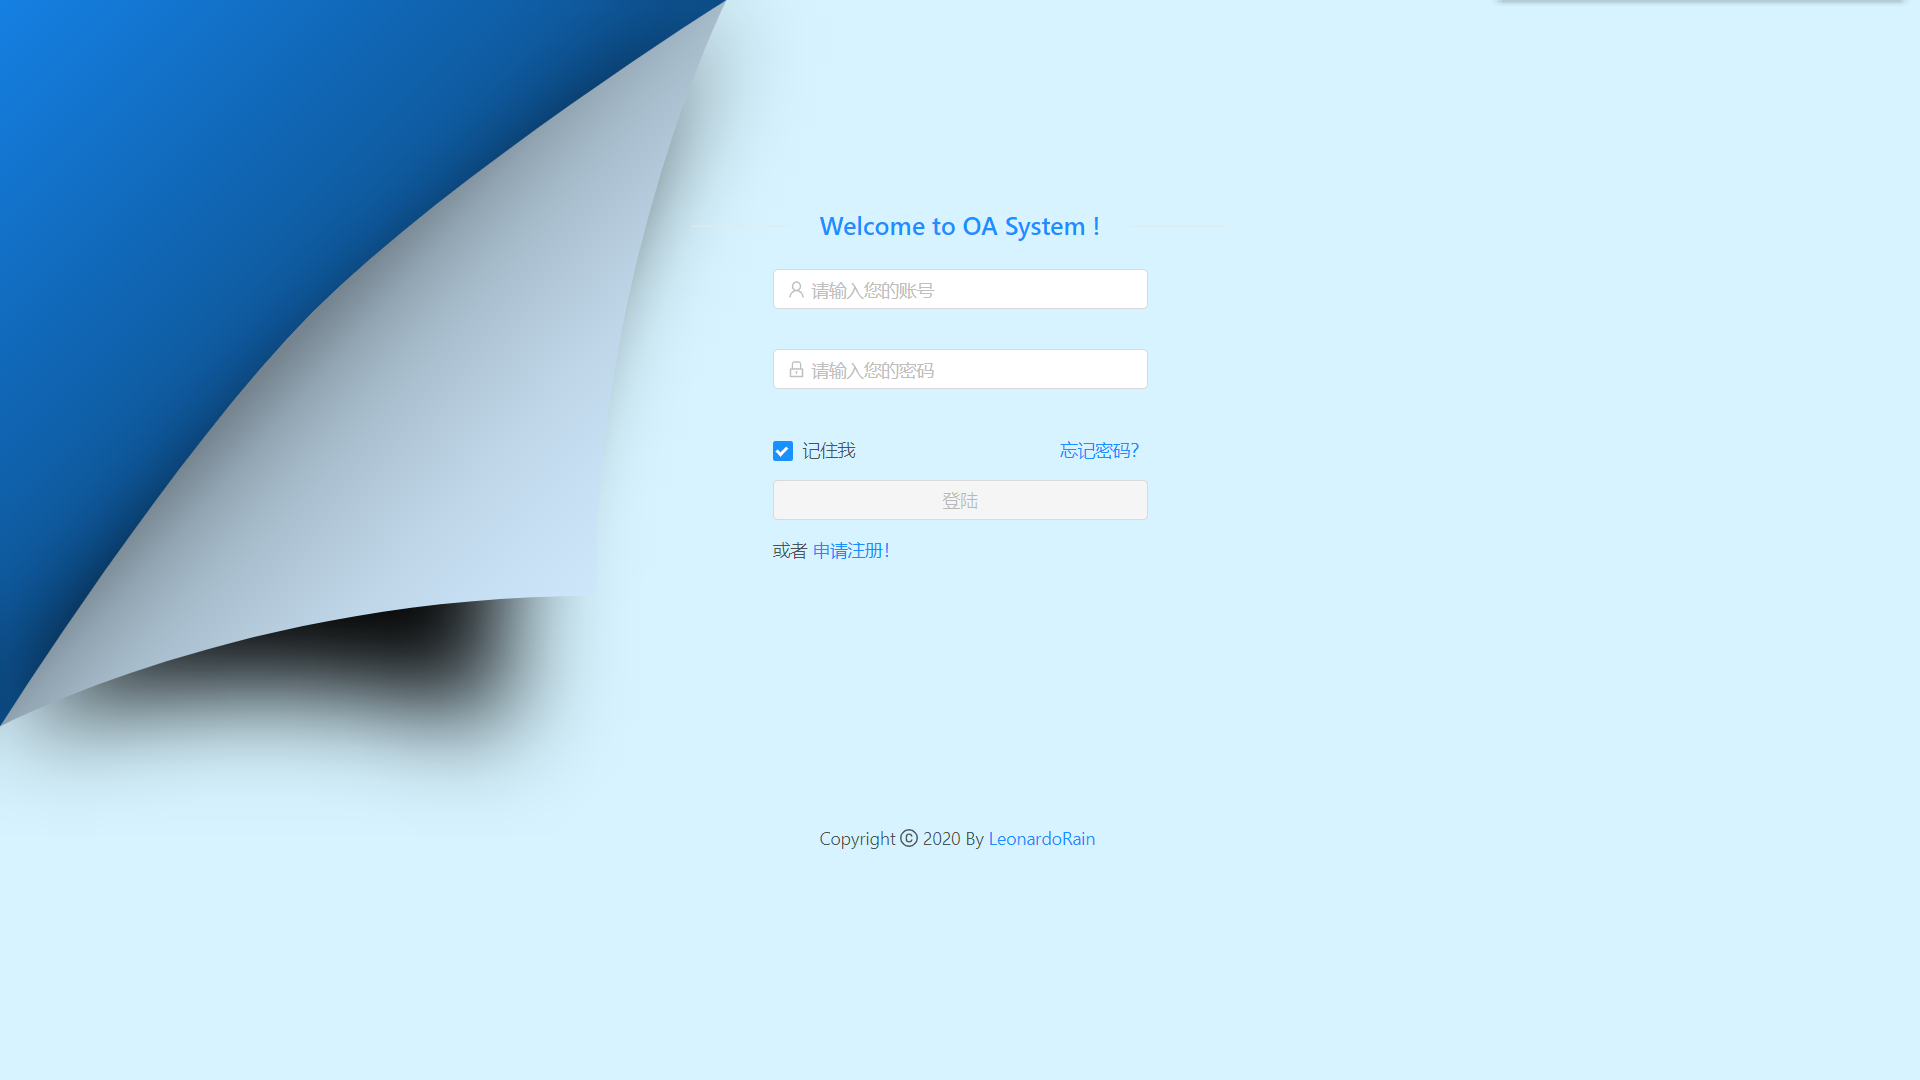 Welcome to OA System !
请输入您的账号
请输入您的密码
记住我 忘记密码?
登陆
或者 申请注册!
Copyright © 2020 By LeonardoRain